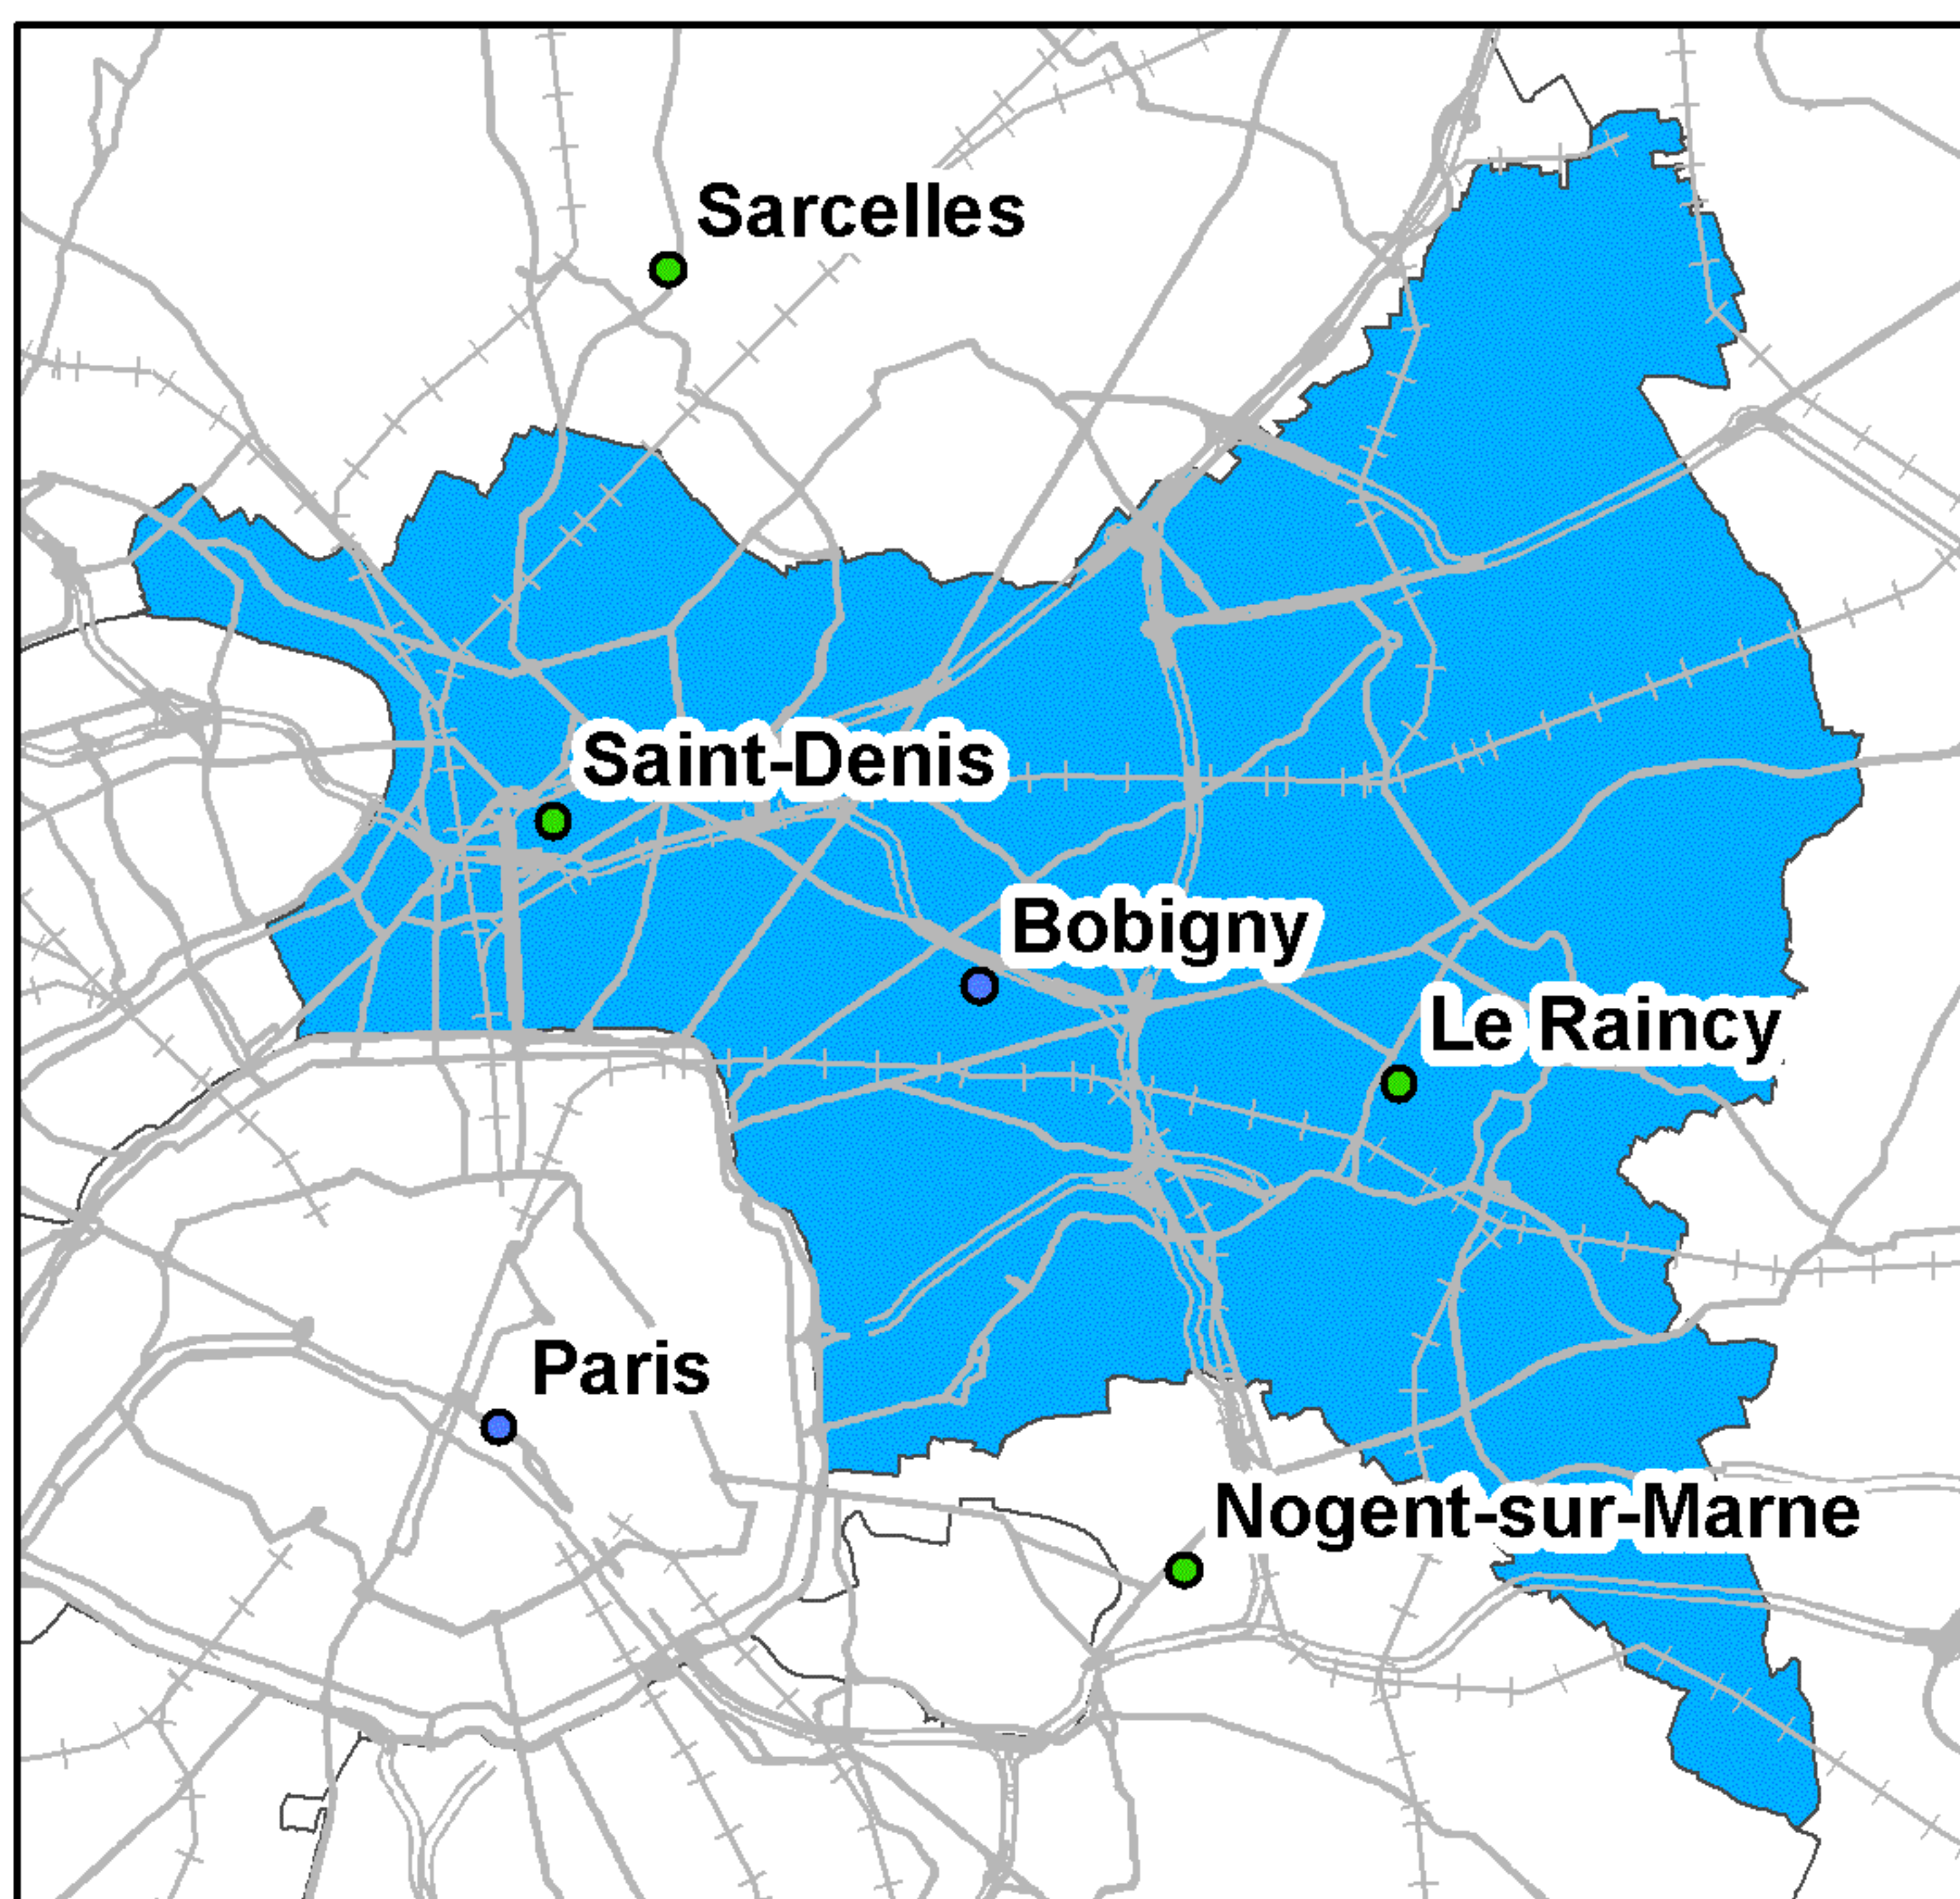 Sarcelles
Saint-Denis
Bobigny
Le Raincy
Paris
Nogent-sur-Marne